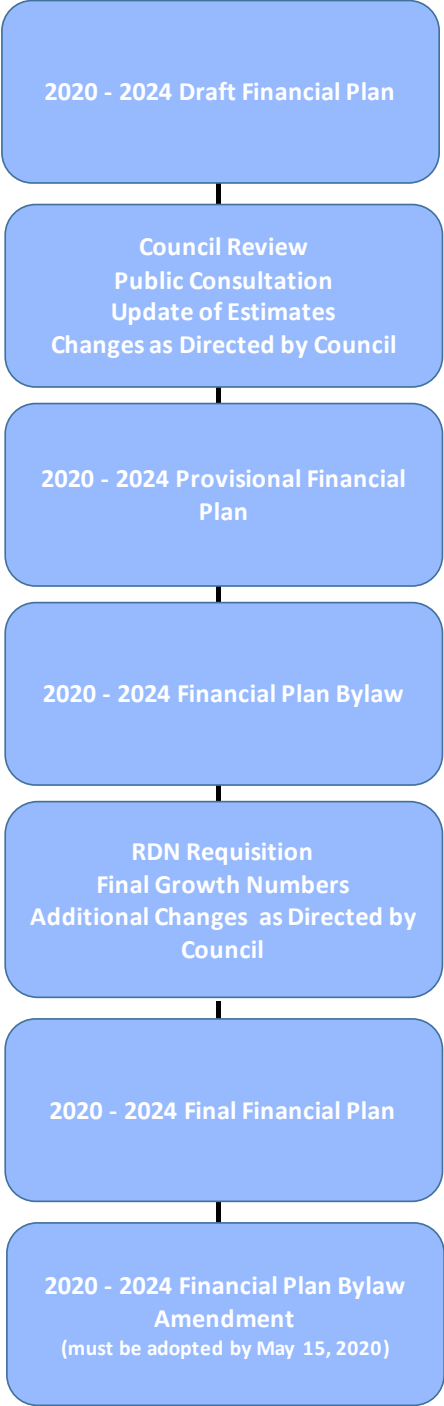 2020 - 2024 Draft Financial Plan
Council Review
Public Consultation
Update of Estimates
Changes as Directed by Council
2020 - 2024 Provisional Financial
Plan
2020 - 2024 Financial Plan Bylaw
RDN Requisition
Final Growth Numbers
Additional Changes as Directed by
Council
2020 - 2024 Final Financial Plan
2020 - 2024 Financial Plan Bylaw
Amendment
(must be adopted by May 15, 2020)